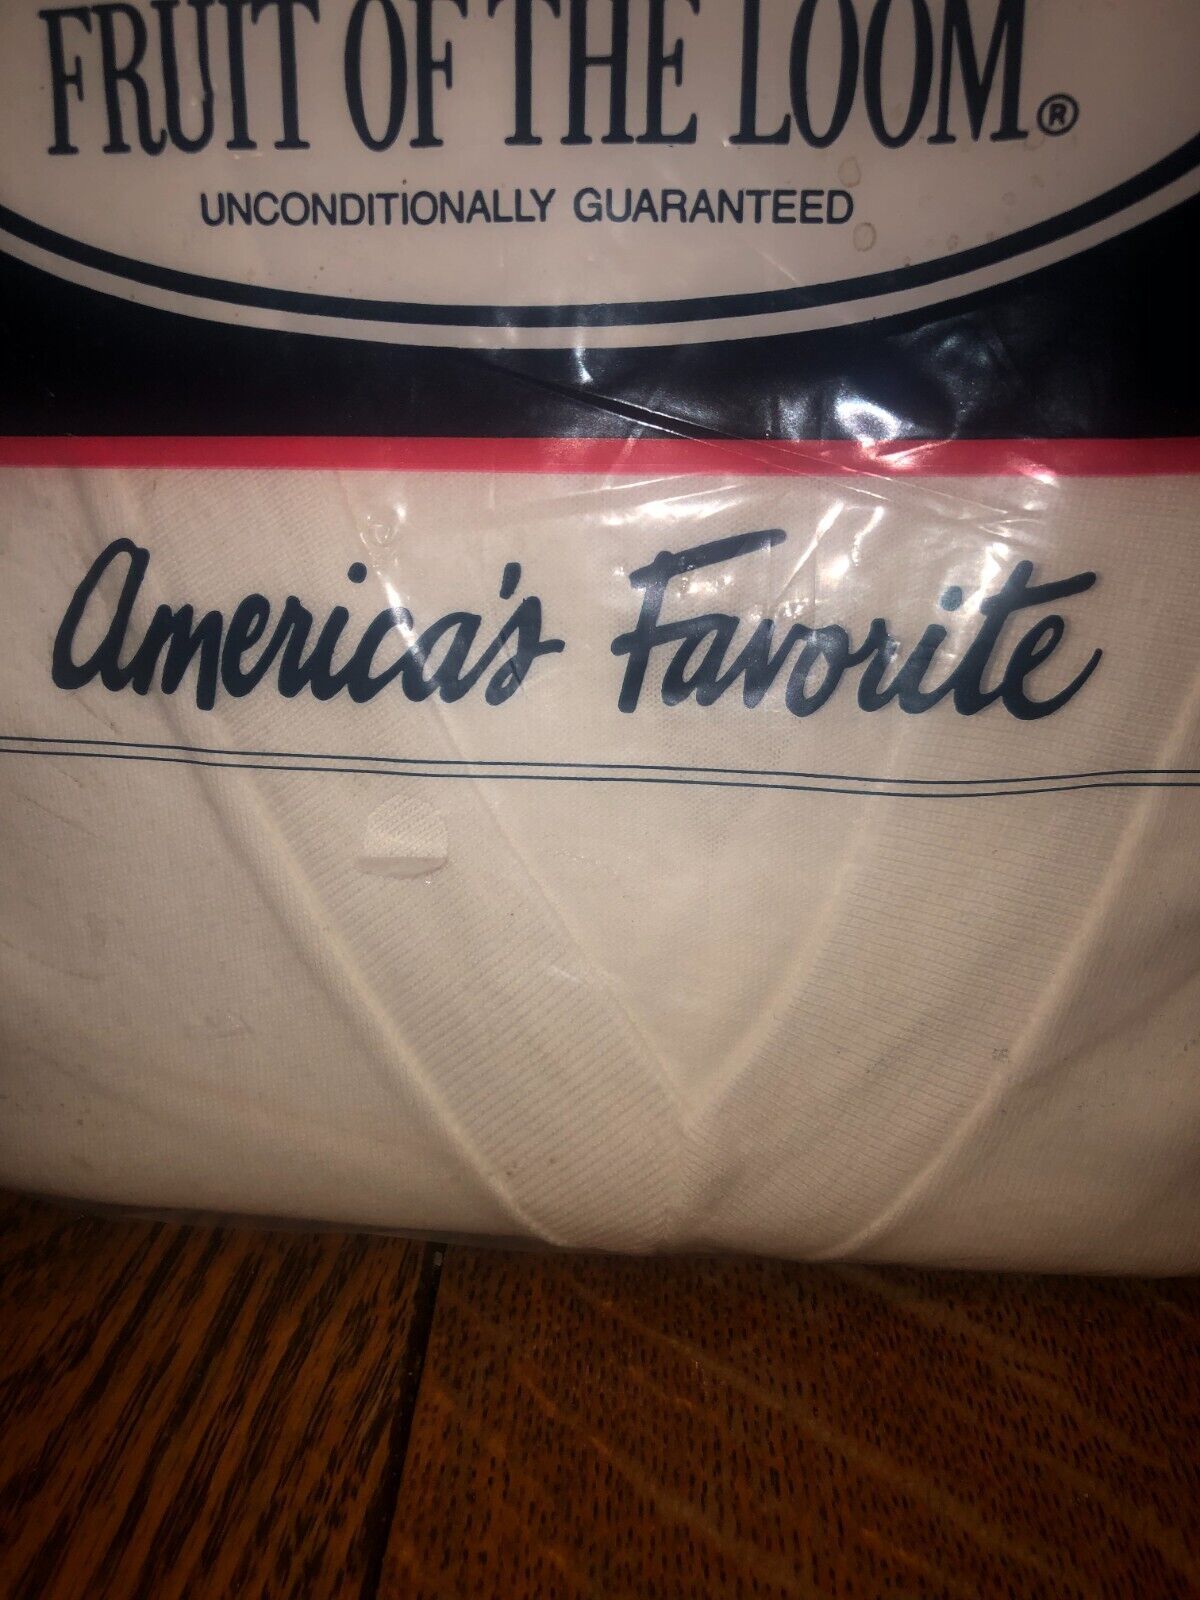 FRUIT OF THE LOOM®
UNCONDITIONALLY GUARANTEED
America's Favorite